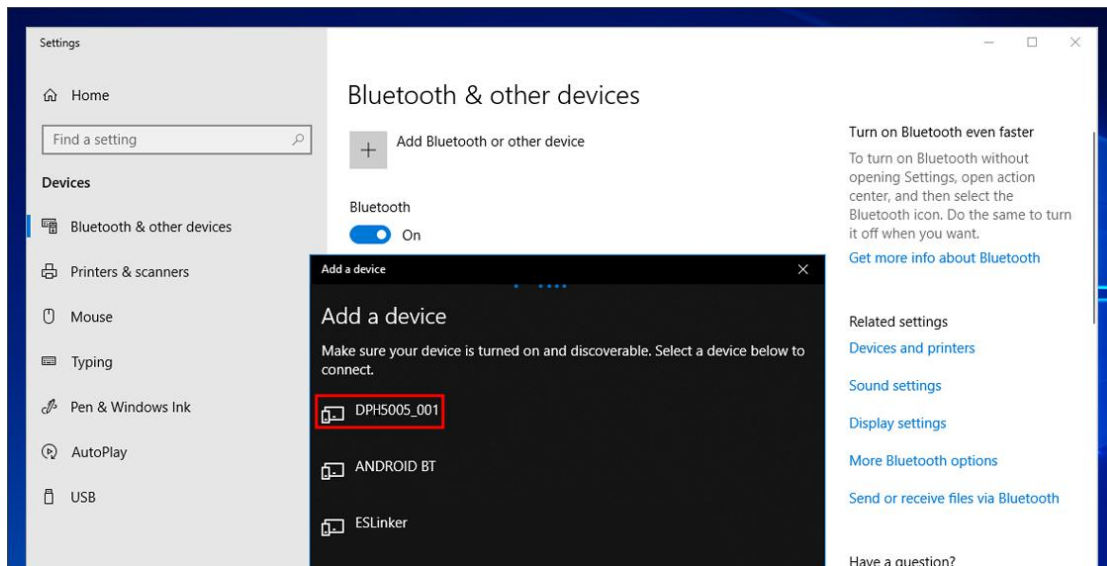 Settings
Home
Find a setting
Devices
Bluetooth & other devices
Printers & scanners
Mouse
Typing
Pen & Windows Ink
AutoPlay
USB
Bluetooth & other devices
Add Bluetooth or other device
Bluetooth
On
Add a device
Add a device
Make sure your device is turned on and discoverable. Select a device below to
connect.
DPH5005_001
ANDROID BT
ESLinker
Turn on Bluetooth even faster
To turn on Bluetooth without
opening Settings, open action
center, and then select the
Bluetooth icon. Do the same to turn
it off when you want.
Get more info about Bluetooth
Related settings
Devices and printers
Sound settings
Display settings
More Bluetooth options
Send or receive files via Bluetooth
Have a question?